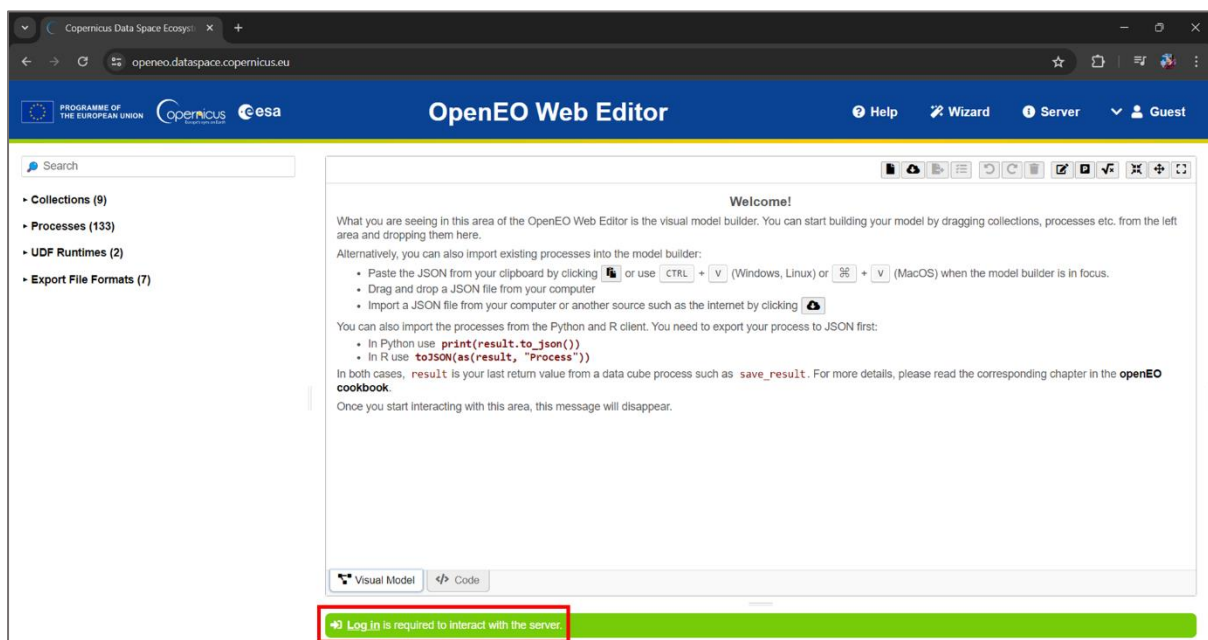 Copernicus Data Space Ecosyst
openeo.dataspace.copernicus.eu
PROGRAMME OF
THE EUROPEAN UNION
opernicus
Europe's eyes on Earth
esa
OpenEO Web Editor
Help
Wizard
Server
Guest
Search
Collections (9)
Processes (133)
UDF Runtimes (2)
Export File Formats (7)
Welcome!
What you are seeing in this area of the OpenEO Web Editor is the visual model builder. You can start building your model by dragging collections, processes etc. from the left
area and dropping them here.
Alternatively, you can also import existing processes into the model builder:
• Paste the JSON from your clipboard by clicking or use CTRL + V (Windows, Linux) or ⌘ + V (MacOS) when the model builder is in focus.
• Drag and drop a JSON file from your computer
• Import a JSON file from your computer or another source such as the internet by clicking
You can also import the processes from the Python and R client. You need to export your process to JSON first:
• In Python use print(result.to_json())
• In R use toJSON(as(result, "Process"))
In both cases, result is your last return value from a data cube process such as save_result. For more details, please read the corresponding chapter in the openEO
cookbook.
Once you start interacting with this area, this message will disappear.
Visual Model
</> Code
Log in is required to interact with the server.